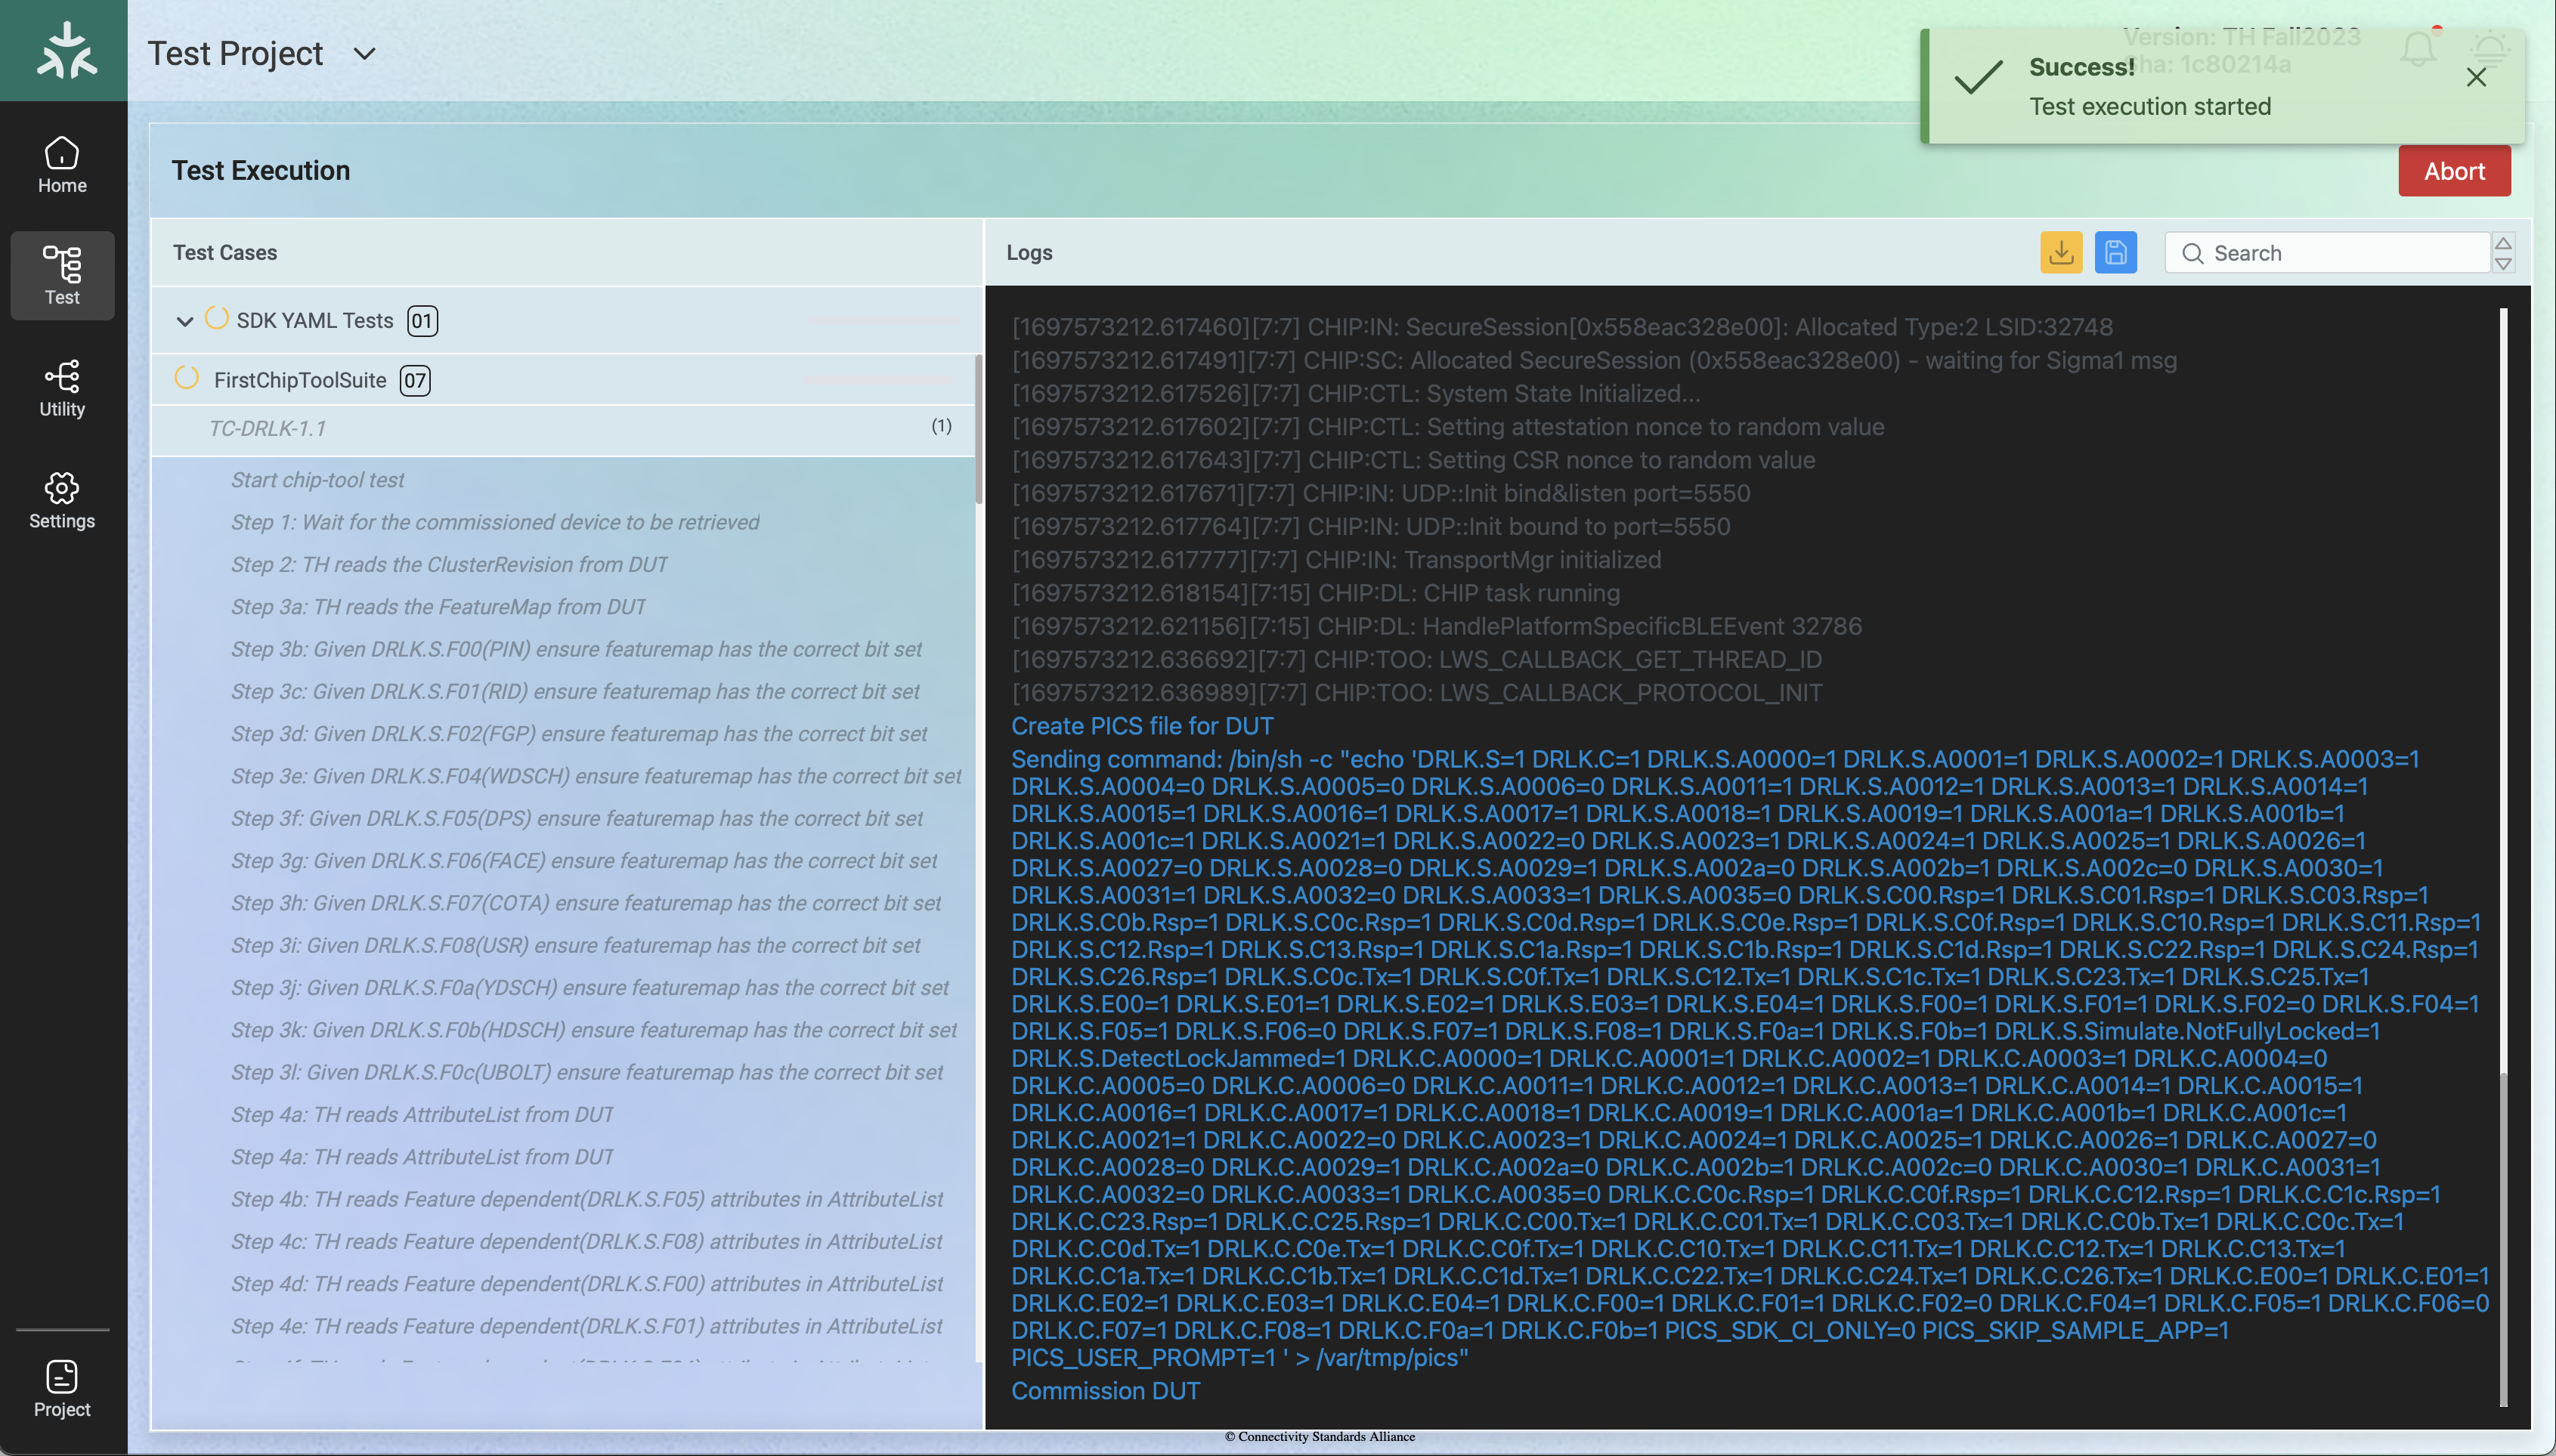 Test Project
Version: TH Fall2023
Sha: 1c80214a
Success!
Test execution started
Home
Test
Utility
Settings
Project
Test Execution
Abort
Test Cases
SDK YAML Tests 01
FirstChipToolSuite 07
TC-DRLK-1.1 (1)
Start chip-tool test
Step 1: Wait for the commissioned device to be retrieved
Step 2: TH reads the ClusterRevision from DUT
Step 3a: TH reads the FeatureMap from DUT
Step 3b: Given DRLK.S.F00(PIN) ensure featuremap has the correct bit set
Step 3c: Given DRLK.S.F01(RID) ensure featuremap has the correct bit set
Step 3d: Given DRLK.S.F02(FGP) ensure featuremap has the correct bit set
Step 3e: Given DRLK.S.F04(WDSCH) ensure featuremap has the correct bit set
Step 3f: Given DRLK.S.F05(DPS) ensure featuremap has the correct bit set
Step 3g: Given DRLK.S.F06(FACE) ensure featuremap has the correct bit set
Step 3h: Given DRLK.S.F07(COTA) ensure featuremap has the correct bit set
Step 3i: Given DRLK.S.F08(USR) ensure featuremap has the correct bit set
Step 3j: Given DRLK.S.F0a(YDSCH) ensure featuremap has the correct bit set
Step 3k: Given DRLK.S.F0b(HDSCH) ensure featuremap has the correct bit set
Step 3l: Given DRLK.S.F0c(UBOLT) ensure featuremap has the correct bit set
Step 4a: TH reads AttributeList from DUT
Step 4a: TH reads AttributeList from DUT
Step 4b: TH reads Feature dependent(DRLK.S.F05) attributes in AttributeList
Step 4c: TH reads Feature dependent(DRLK.S.F08) attributes in AttributeList
Step 4d: TH reads Feature dependent(DRLK.S.F00) attributes in AttributeList
Step 4e: TH reads Feature dependent(DRLK.S.F01) attributes in AttributeList
Logs
Search
[1697573212.617460][7:7] CHIP:IN: SecureSession[0x558eac328e00]: Allocated Type:2 LSID:32748
[1697573212.617491][7:7] CHIP:SC: Allocated SecureSession (0x558eac328e00) - waiting for Sigma1 msg
[1697573212.617526][7:7] CHIP:CTL: System State Initialized...
[1697573212.617602][7:7] CHIP:CTL: Setting attestation nonce to random value
[1697573212.617643][7:7] CHIP:CTL: Setting CSR nonce to random value
[1697573212.617671][7:7] CHIP:IN: UDP::Init bind&listen port=5550
[1697573212.617764][7:7] CHIP:IN: UDP::Init bound to port=5550
[1697573212.617777][7:7] CHIP:IN: TransportMgr initialized
[1697573212.618154][7:15] CHIP:DL: CHIP task running
[1697573212.621156][7:15] CHIP:DL: HandlePlatformSpecificBLEEvent 32786
[1697573212.636692][7:7] CHIP:TOO: LWS_CALLBACK_GET_THREAD_ID
[1697573212.636989][7:7] CHIP:TOO: LWS_CALLBACK_PROTOCOL_INIT
Create PICS file for DUT
Sending command: /bin/sh -c "echo 'DRLK.S=1 DRLK.C=1 DRLK.S.A0000=1 DRLK.S.A0001=1 DRLK.S.A0002=1 DRLK.S.A0003=1
DRLK.S.A0004=0 DRLK.S.A0005=0 DRLK.S.A0006=0 DRLK.S.A0011=1 DRLK.S.A0012=1 DRLK.S.A0013=1 DRLK.S.A0014=1
DRLK.S.A0015=1 DRLK.S.A0016=1 DRLK.S.A0017=1 DRLK.S.A0018=1 DRLK.S.A0019=1 DRLK.S.A001a=1 DRLK.S.A001b=1
DRLK.S.A001c=1 DRLK.S.A0021=1 DRLK.S.A0022=0 DRLK.S.A0023=1 DRLK.S.A0024=1 DRLK.S.A0025=1 DRLK.S.A0026=1
DRLK.S.A0027=0 DRLK.S.A0028=0 DRLK.S.A0029=1 DRLK.S.A002a=0 DRLK.S.A002b=1 DRLK.S.A002c=0 DRLK.S.A0030=1
DRLK.S.A0031=1 DRLK.S.A0032=0 DRLK.S.A0033=1 DRLK.S.A0035=0 DRLK.S.C00.Rsp=1 DRLK.S.C01.Rsp=1 DRLK.S.C03.Rsp=1
DRLK.S.C0b.Rsp=1 DRLK.S.C0c.Rsp=1 DRLK.S.C0d.Rsp=1 DRLK.S.C0e.Rsp=1 DRLK.S.C0f.Rsp=1 DRLK.S.C10.Rsp=1 DRLK.S.C11.Rsp=1
DRLK.S.C12.Rsp=1 DRLK.S.C13.Rsp=1 DRLK.S.C1a.Rsp=1 DRLK.S.C1b.Rsp=1 DRLK.S.C1d.Rsp=1 DRLK.S.C22.Rsp=1 DRLK.S.C24.Rsp=1
DRLK.S.C26.Rsp=1 DRLK.S.C0c.Tx=1 DRLK.S.C0f.Tx=1 DRLK.S.C12.Tx=1 DRLK.S.C1c.Tx=1 DRLK.S.C23.Tx=1 DRLK.S.C25.Tx=1
DRLK.S.E00=1 DRLK.S.E01=1 DRLK.S.E02=1 DRLK.S.E03=1 DRLK.S.E04=1 DRLK.S.F00=1 DRLK.S.F01=1 DRLK.S.F02=0 DRLK.S.F04=1
DRLK.S.F05=1 DRLK.S.F06=0 DRLK.S.F07=1 DRLK.S.F08=1 DRLK.S.F0a=1 DRLK.S.F0b=1 DRLK.S.Simulate.NotFullyLocked=1
DRLK.S.DetectLockJammed=1 DRLK.C.A0000=1 DRLK.C.A0001=1 DRLK.C.A0002=1 DRLK.C.A0003=1 DRLK.C.A0004=0
DRLK.C.A0005=0 DRLK.C.A0006=0 DRLK.C.A0011=1 DRLK.C.A0012=1 DRLK.C.A0013=1 DRLK.C.A0014=1 DRLK.C.A0015=1
DRLK.C.A0016=1 DRLK.C.A0017=1 DRLK.C.A0018=1 DRLK.C.A0019=1 DRLK.C.A001a=1 DRLK.C.A001b=1 DRLK.C.A001c=1
DRLK.C.A0021=1 DRLK.C.A0022=0 DRLK.C.A0023=1 DRLK.C.A0024=1 DRLK.C.A0025=1 DRLK.C.A0026=1 DRLK.C.A0027=0
DRLK.C.A0028=0 DRLK.C.A0029=1 DRLK.C.A002a=0 DRLK.C.A002b=1 DRLK.C.A002c=0 DRLK.C.A0030=1 DRLK.C.A0031=1
DRLK.C.A0032=0 DRLK.C.A0033=1 DRLK.C.A0035=0 DRLK.C.C0c.Rsp=1 DRLK.C.C0f.Rsp=1 DRLK.C.C12.Rsp=1 DRLK.C.C1c.Rsp=1
DRLK.C.C23.Rsp=1 DRLK.C.C25.Rsp=1 DRLK.C.C00.Tx=1 DRLK.C.C01.Tx=1 DRLK.C.C03.Tx=1 DRLK.C.C0b.Tx=1 DRLK.C.C0c.Tx=1
DRLK.C.C0d.Tx=1 DRLK.C.C0e.Tx=1 DRLK.C.C0f.Tx=1 DRLK.C.C10.Tx=1 DRLK.C.C11.Tx=1 DRLK.C.C12.Tx=1 DRLK.C.C13.Tx=1
DRLK.C.C1a.Tx=1 DRLK.C.C1b.Tx=1 DRLK.C.C1d.Tx=1 DRLK.C.C22.Tx=1 DRLK.C.C24.Tx=1 DRLK.C.C26.Tx=1 DRLK.C.E00=1 DRLK.C.E01=1
DRLK.C.E02=1 DRLK.C.E03=1 DRLK.C.E04=1 DRLK.C.F00=1 DRLK.C.F01=1 DRLK.C.F02=0 DRLK.C.F04=1 DRLK.C.F05=1 DRLK.C.F06=0
DRLK.C.F07=1 DRLK.C.F08=1 DRLK.C.F0a=1 DRLK.C.F0b=1 PICS_SDK_CI_ONLY=0 PICS_SKIP_SAMPLE_APP=1
PICS_USER_PROMPT=1 ' > /var/tmp/pics"
Commission DUT
© Connectivity Standards Alliance